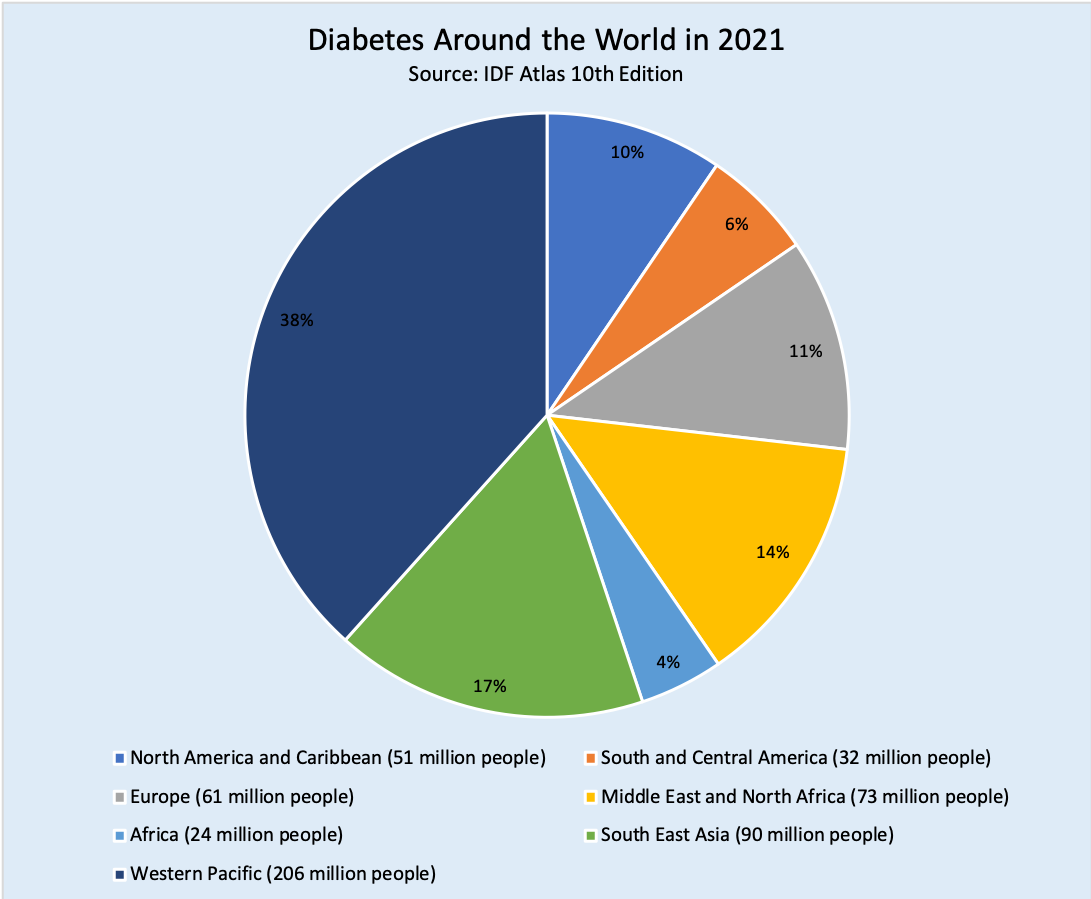 Diabetes Around the World in 2021
Source: IDF Atlas 10th Edition
10%
6%
11%
14%
4%
17%
38%
North America and Caribbean (51 million people)
South and Central America (32 million people)
Europe (61 million people)
Middle East and North Africa (73 million people)
Africa (24 million people)
South East Asia (90 million people)
Western Pacific (206 million people)